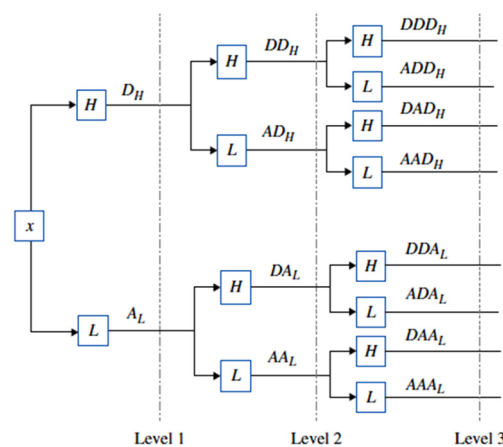 H DDD_H
H DD_H
L ADD_H
H D_H
H DAD_H
L AD_H
L AAD_H
x
H DDA_L
H DA_L
L ADA_L
L A_L
H DAA_L
L AA_L
L AAA_L
Level 1 Level 2 Level 3